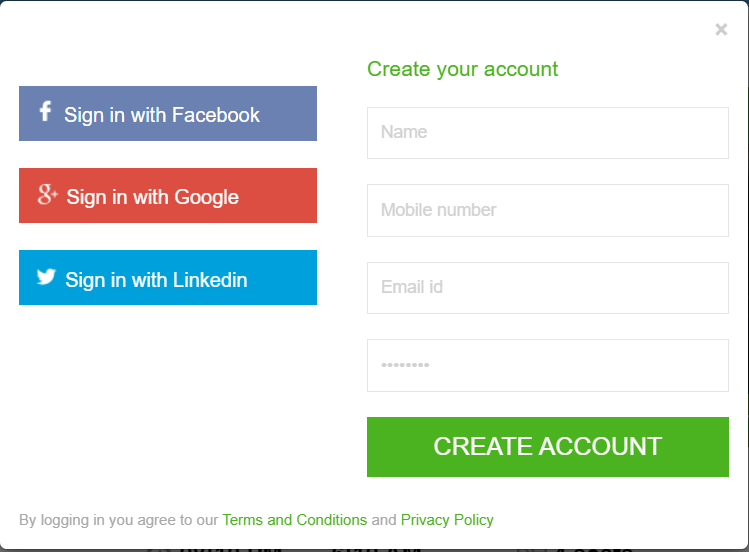 ×
Create your account
f Sign in with Facebook
g+ Sign in with Google
Sign in with Linkedin
Name
Mobile number
Email id
••••••••
CREATE ACCOUNT
By logging in you agree to our Terms and Conditions and Privacy Policy